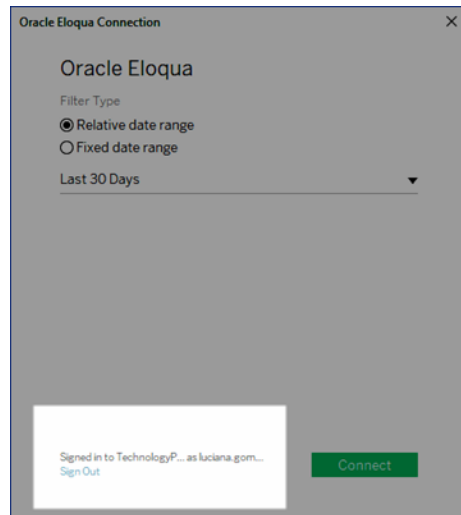 Oracle Eloqua Connection
Oracle Eloqua
Filter Type
Relative date range
Fixed date range
Last 30 Days
Signed in to TechnologyP... as luciana.gom...
Sign Out
Connect